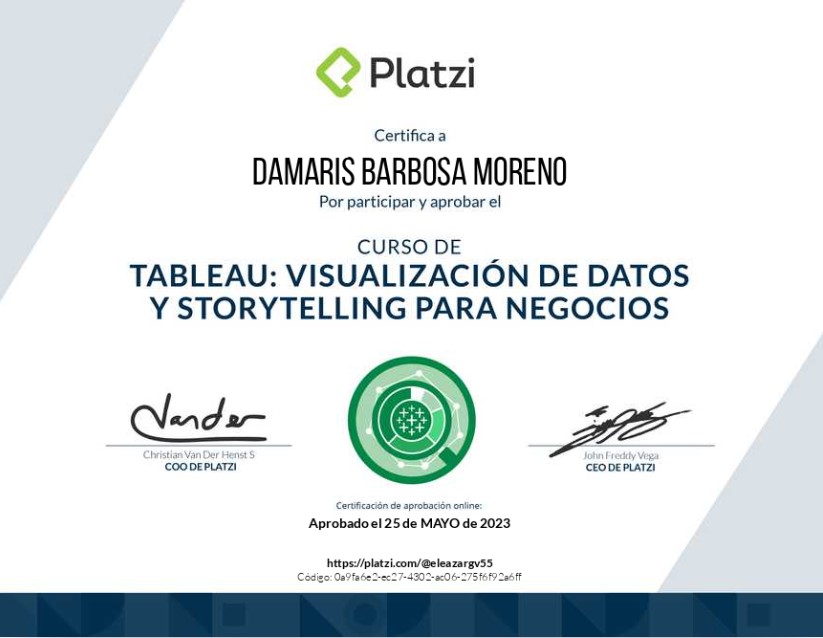 Platzi
Certifica a
DAMARIS BARBOSA MORENO
Por participar y aprobar el
CURSO DE
TABLEAU: VISUALIZACIÓN DE DATOS
Y STORYTELLING PARA NEGOCIOS
Vander
Christian Van Der Henst S
COO DE PLATZI
John Freddy Vega
CEO DE PLATZI
Certificación de aprobación online:
Aprobado el 25 de MAYO de 2023
https://platzi.com/@eleazargv55
Código: 0a9fa6e2-ec27-4302-ac06-275f6f92a6ff